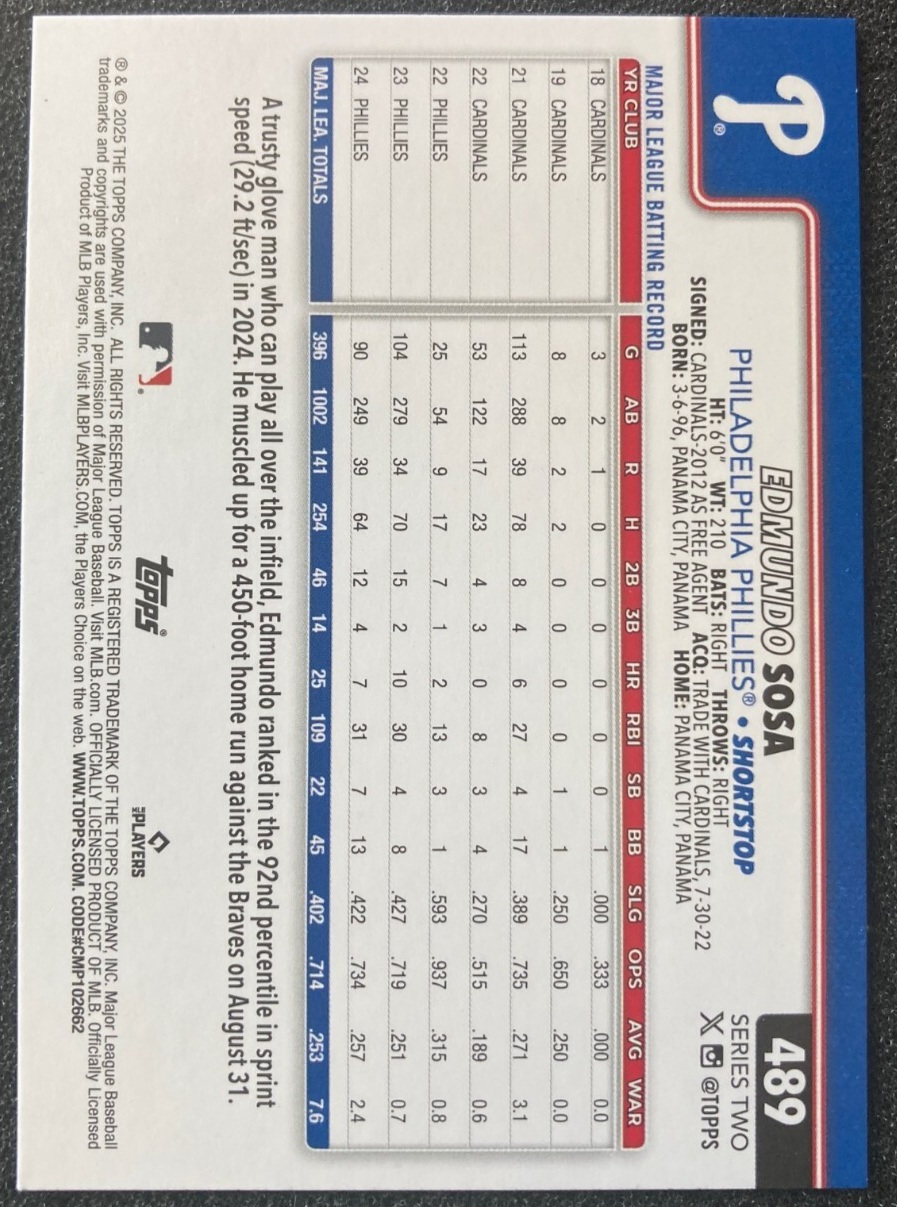 P®
EDMUNDO SOSA
489
PHILADELPHIA PHILLIES® • SHORTSTOP
SERIES TWO
HT: 6'0" WT: 210 BATS: RIGHT THROWS: RIGHT
X @TOPPS
SIGNED: CARDINALS-2012 AS FREE AGENT ACQ: TRADE WITH CARDINALS, 7-30-22
BORN: 3-6-96, PANAMA CITY, PANAMA HOME: PANAMA CITY, PANAMA
MAJOR LEAGUE BATTING RECORD
YR CLUB G AB R H 2B 3B HR RBI SB BB SLG OPS AVG WAR
18 CARDINALS 3 2 1 0 0 0 0 0 0 1 .000 .333 .000 0.0
19 CARDINALS 8 8 2 2 0 0 0 0 1 1 .250 .650 .250 0.0
21 CARDINALS 113 288 39 78 8 4 6 27 4 17 .389 .735 .271 3.1
22 CARDINALS 53 122 17 23 4 3 0 8 3 4 .270 .515 .189 0.6
22 PHILLIES 25 54 9 17 7 1 2 13 3 1 .593 .937 .315 0.8
23 PHILLIES 104 279 34 70 15 2 10 30 4 8 .427 .719 .251 0.7
24 PHILLIES 90 249 39 64 12 4 7 31 7 13 .422 .734 .257 2.4
MAJ. LEA. TOTALS 396 1002 141 254 46 14 25 109 22 45 .402 .714 .253 7.6
A trusty glove man who can play all over the infield, Edmundo ranked in the 92nd percentile in sprint
speed (29.2 ft/sec) in 2024. He muscled up for a 450-foot home run against the Braves on August 31.
topps®
MLB PLAYERS
® & © 2025 THE TOPPS COMPANY, INC. ALL RIGHTS RESERVED. TOPPS IS A REGISTERED TRADEMARK OF THE TOPPS COMPANY, INC. Major League Baseball
trademarks and copyrights are used with permission of Major League Baseball. Visit MLB.com. OFFICIALLY LICENSED PRODUCT OF MLB. Officially Licensed
Product of MLB Players, Inc. Visit MLBPLAYERS.COM, the Players Choice on the web. WWW.TOPPS.COM. CODE#CMP102662